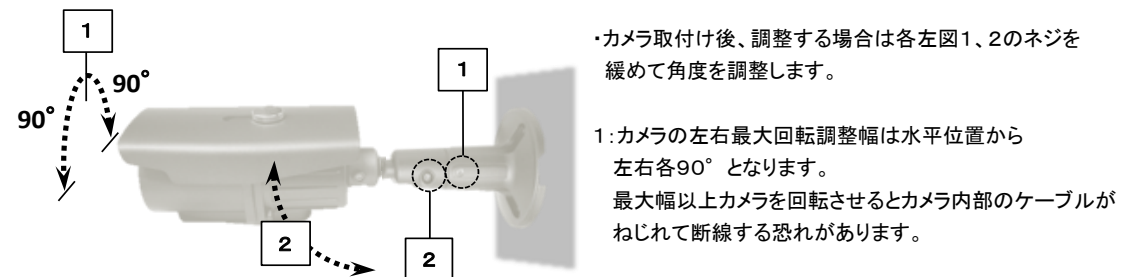 1
90°
90°
1
2
2
・カメラ取付け後、調整する場合は各左図1、2のネジを
緩めて角度を調整します。
1:カメラの左右最大回転調整幅は水平位置から
左右各90° となります。
最大幅以上カメラを回転させるとカメラ内部のケーブルが
ねじれて断線する恐れがあります。